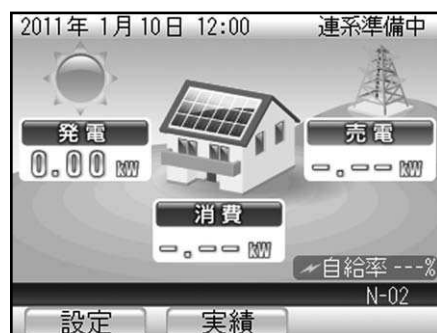 2011年 1月10日 12:00 連系準備中
発電 売電
0.00 kW -.-- kW
消費
-.-- kW
自給率 ---%
N-02
設定 実績